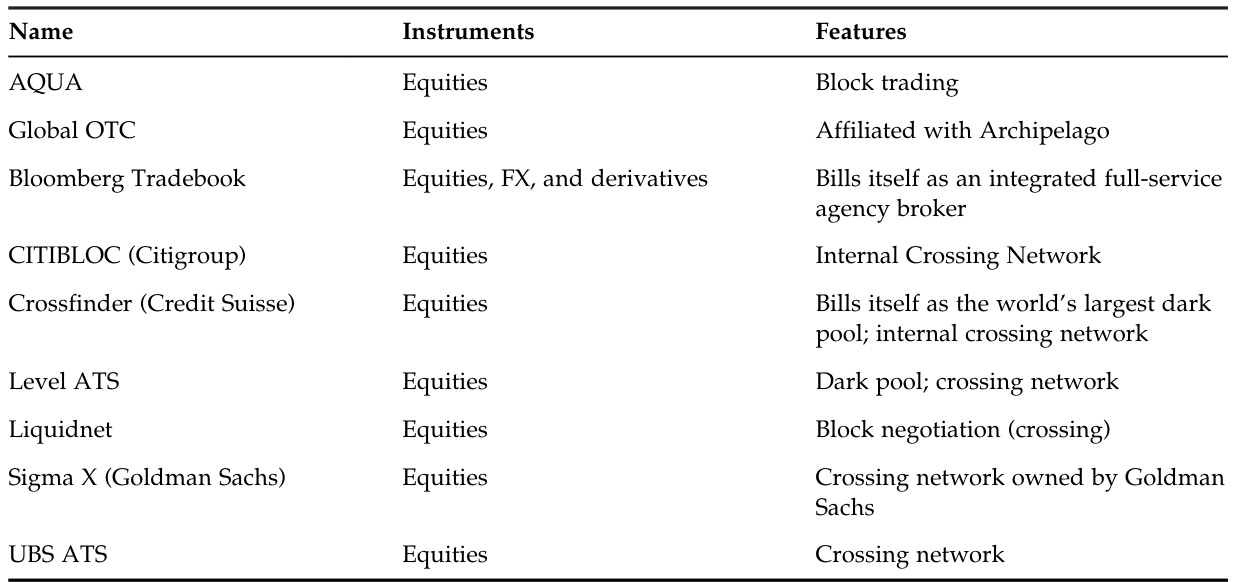 Name Instruments Features
AQUA Equities Block trading
Global OTC Equities Affiliated with Archipelago
Bloomberg Tradebook Equities, FX, and derivatives Bills itself as an integrated full-service
agency broker
CITIBLOC (Citigroup) Equities Internal Crossing Network
Crossfinder (Credit Suisse) Equities Bills itself as the world’s largest dark
pool; internal crossing network
Level ATS Equities Dark pool; crossing network
Liquidnet Equities Block negotiation (crossing)
Sigma X (Goldman Sachs) Equities Crossing network owned by Goldman
Sachs
UBS ATS Equities Crossing network